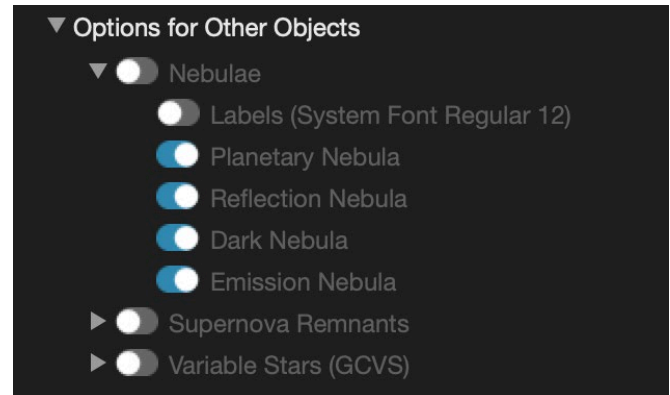 Options for Other Objects
Nebulae
Labels (System Font Regular 12)
Planetary Nebula
Reflection Nebula
Dark Nebula
Emission Nebula
Supernova Remnants
Variable Stars (GCVS)